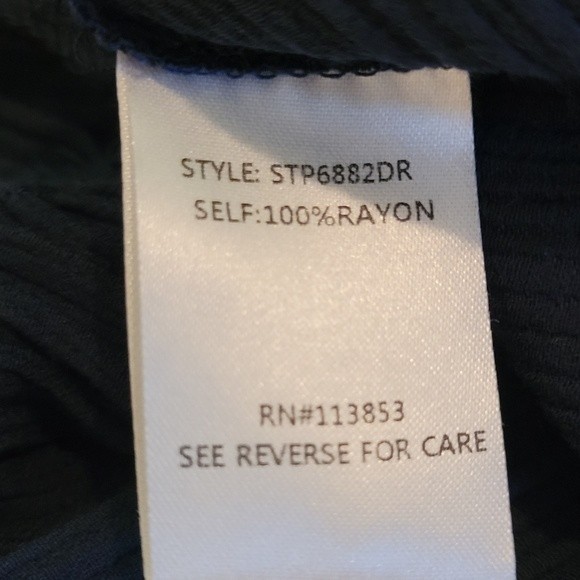 STYLE: STP6882DR
SELF:100%RAYON
RN#113853
SEE REVERSE FOR CARE